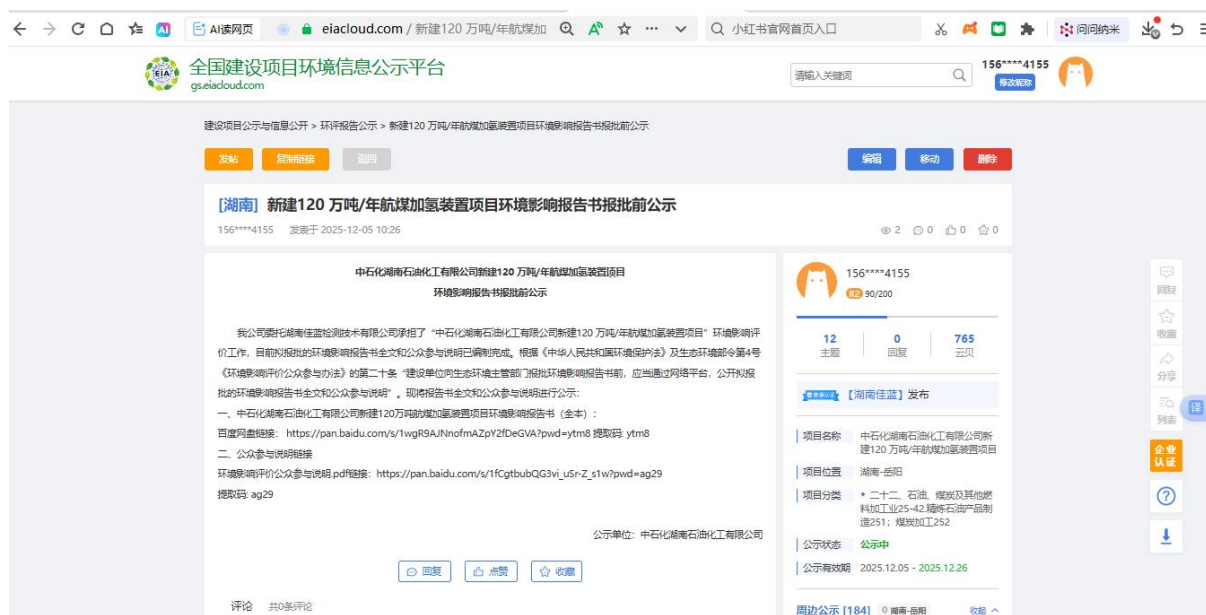 AI读网页
eiacloud.com / 新建120 万吨/年航煤加
小红书官网首页入口
问问纳米
全国建设项目环境信息公示平台
gs.eiacloud.com
请输入关键词
156****4155
修改昵称
建设项目公示与信息公开 > 环评报告公示 > 新建120 万吨/年航煤加氢装置项目环境影响报告书报批前公示
发帖 复制链接 返回 编辑 移动 删除
[湖南] 新建120 万吨/年航煤加氢装置项目环境影响报告书报批前公示
156****4155 发表于 2025-12-05 10:26
2 0 0 0
中石化湖南石油化工有限公司新建120 万吨/年航煤加氢装置项目
环境影响报告书报批前公示
我公司委托湖南佳蓝检测技术有限公司承担了“中石化湖南石油化工有限公司新建120 万吨/年航煤加氢装置项目”环境影响评
价工作，目前拟报批的环境影响报告书全文和公众参与说明已编制完成。根据《中华人民共和国环境保护法》及生态环境部令第4号
《环境影响评价公众参与办法》的第二十条“建设单位向生态环境主管部门报批环境影响报告书前，应当通过网络平台，公开拟报
批的环境影响报告书全文和公众参与说明”。现将报告书全文和公众参与说明进行公示：
一、中石化湖南石油化工有限公司新建120万吨航煤加氢装置项目环境影响报告书（全本）：
百度网盘链接： https://pan.baidu.com/s/1wgR9AJNnofmAZpY2fDeGVA?pwd=ytm8 提取码: ytm8
二、公众参与说明链接
环境影响评价公众参与说明.pdf链接：https://pan.baidu.com/s/1fCgtbubQG3vi_uSr-Z_s1w?pwd=ag29
提取码: ag29
公示单位：中石化湖南石油化工有限公司
回复 点赞 收藏
评论 共0条评论
156****4155
R2 90/200
12 0 765
主题 回复 云贝
【湖南佳蓝】发布
项目名称 中石化湖南石油化工有限公司新
建120 万吨/年航煤加氢装置项目
项目位置 湖南-岳阳
项目分类 二十二、石油、煤炭及其他燃
料加工业25-42.精炼石油产品制
造251；煤炭加工252
公示状态 公示中
公示有效期 2025.12.05 - 2025.12.26
周边公示 [184] 湖南-岳阳 收起
回复
收藏
分享
列表
译
企业
认证